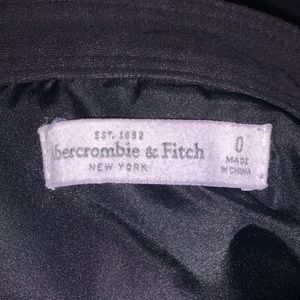 EST. 1892
Abercrombie & Fitch
NEW YORK
0
MADE
IN CHINA